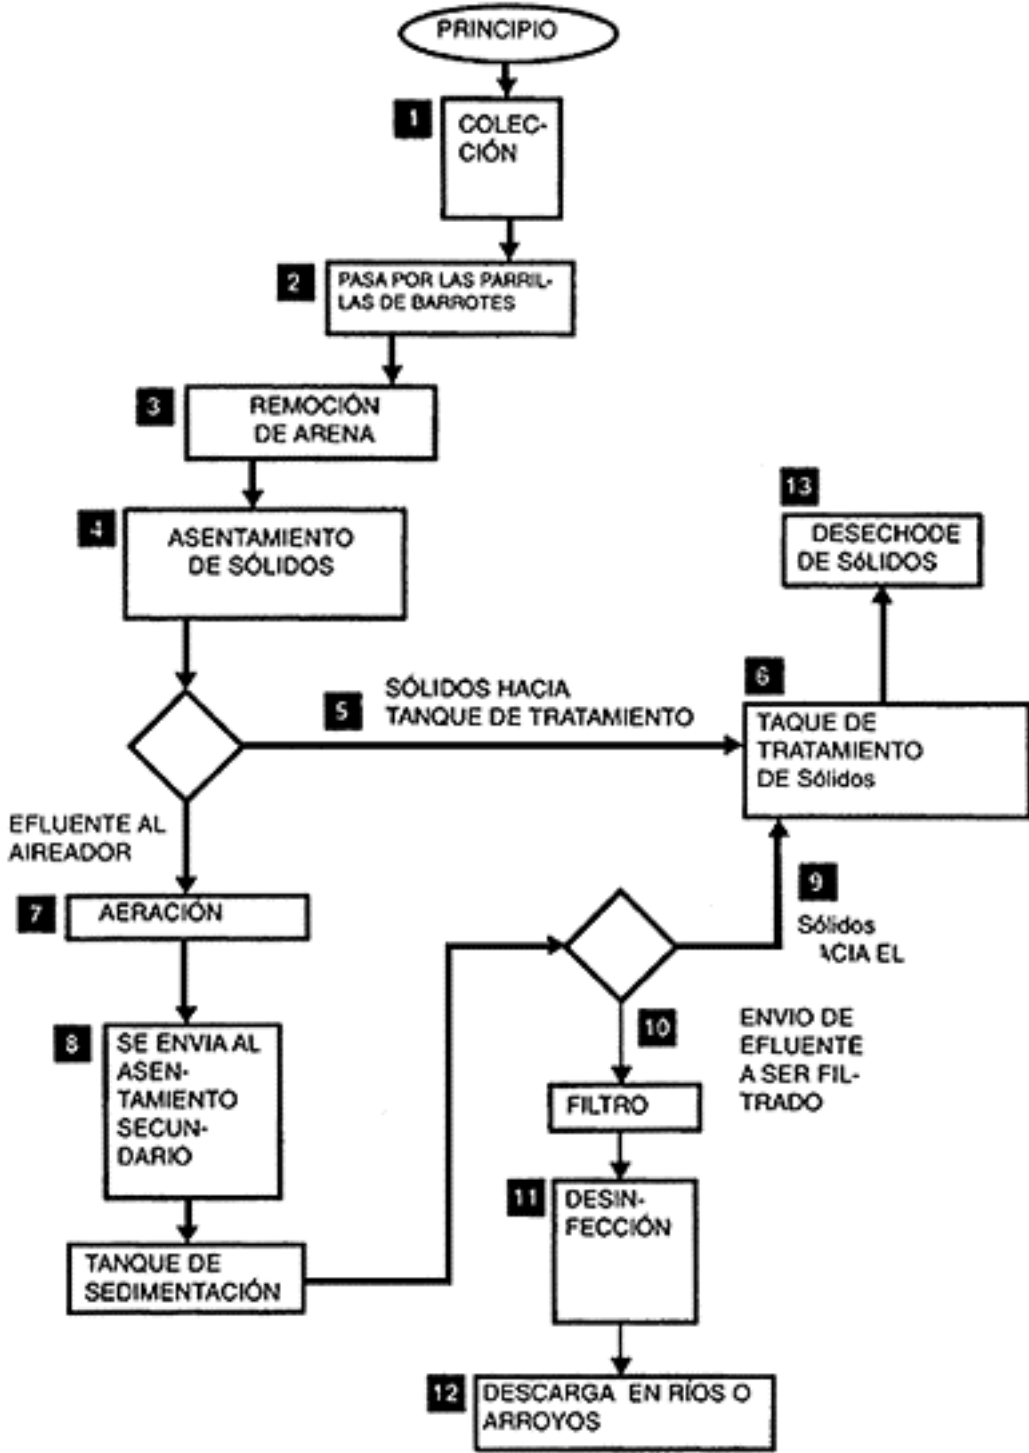 PRINCIPIO
1
COLEC-
CIÓN
2
PASA POR LAS PARRIL-
LAS DE BARROTES
3
REMOCIÓN
DE ARENA
4
ASENTAMIENTO
DE SÓLIDOS
13
DESECHODE
DE SóLIDOS
5
SÓLIDOS HACIA
TANQUE DE TRATAMIENTO
6
TAQUE DE
TRATAMIENTO
DE Sólidos
EFLUENTE AL
AIREADOR
7
AERACIÓN
9
Sólidos
ACIA EL
8
SE ENVIA AL
ASEN-
TAMIENTO
SECUN-
DARIO
10
ENVIO DE
EFLUENTE
A SER FIL-
TRADO
FILTRO
11
DESIN-
FECCIÓN
TANQUE DE
SEDIMENTACIÓN
12
DESCARGA EN RÍOS O
ARROYOS